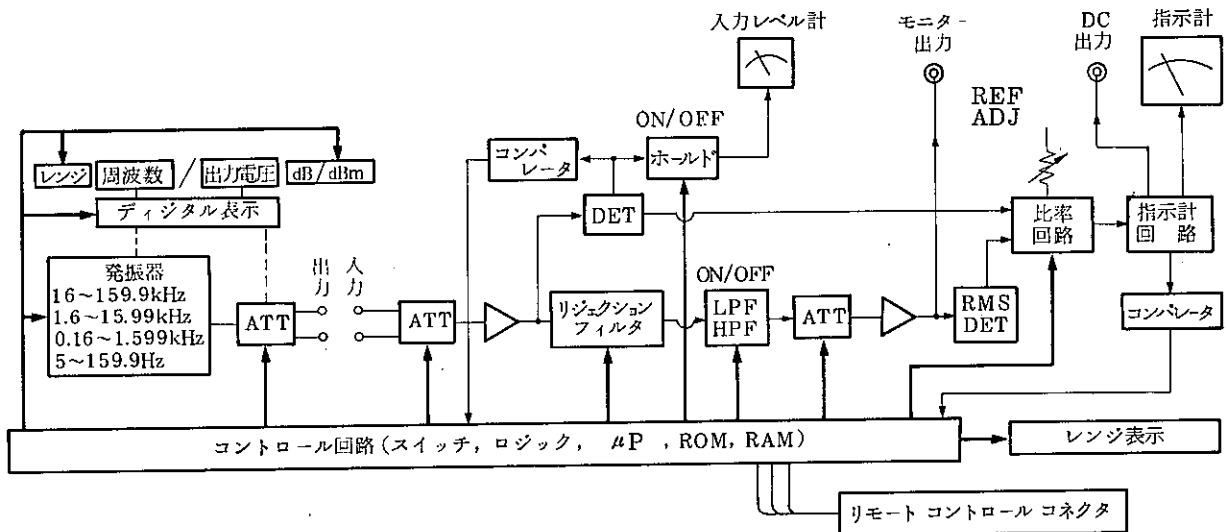 入力レベル計
モニター
出力
DC
出力
指示計
REF
ADJ
ON/OFF
コンパ
レータ
ホールド
レンジ
周波数
/
出力電圧
dB/dBm
ディジタル表示
DET
比率
回路
指示計
回路
発振器
16~159.9kHz
1.6~15.99kHz
0.16~1.599kHz
5~159.9Hz
ATT
出力
入力
ATT
リジェクション
フィルタ
ON/OFF
LPF
HPF
ATT
RMS
DET
コンパレータ
コントロール回路(スイッチ, ロジック, μP, ROM, RAM)
レンジ表示
リモート コントロール コネクタ